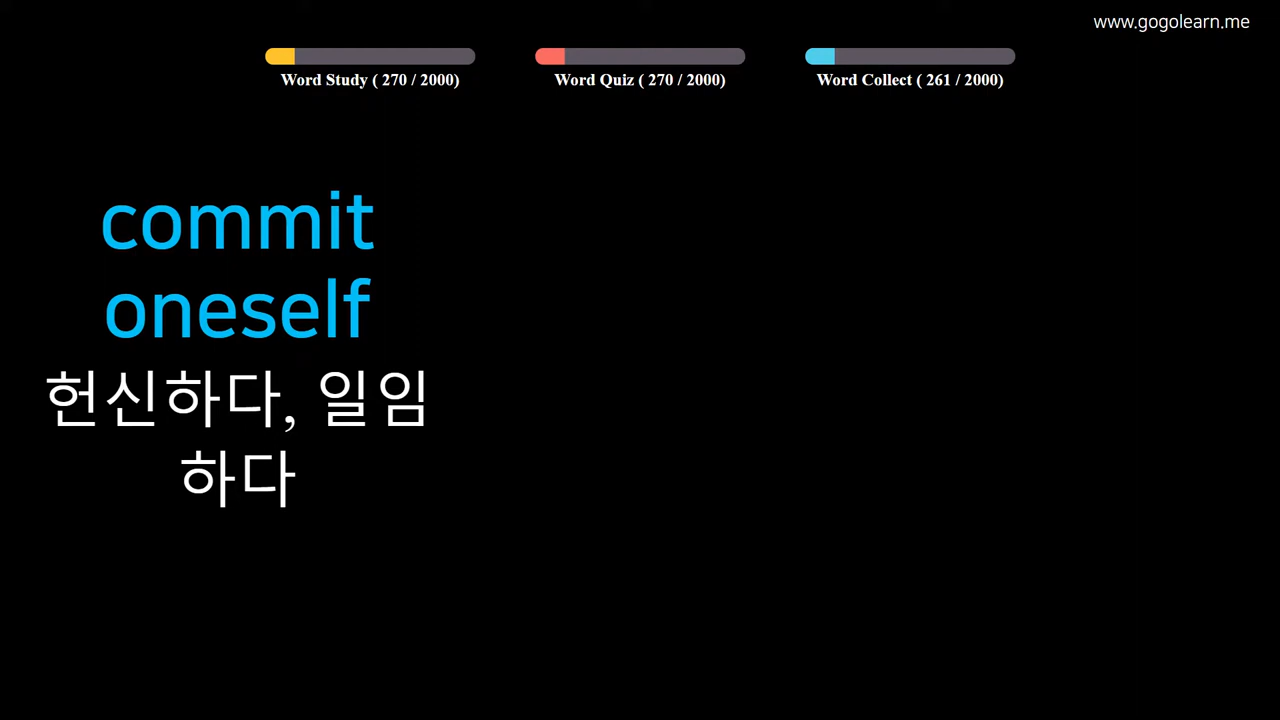 www.gogolearn.me
Word Study ( 270 / 2000)
Word Quiz ( 270 / 2000)
Word Collect ( 261 / 2000)
commit
oneself
헌신하다, 일임
하다